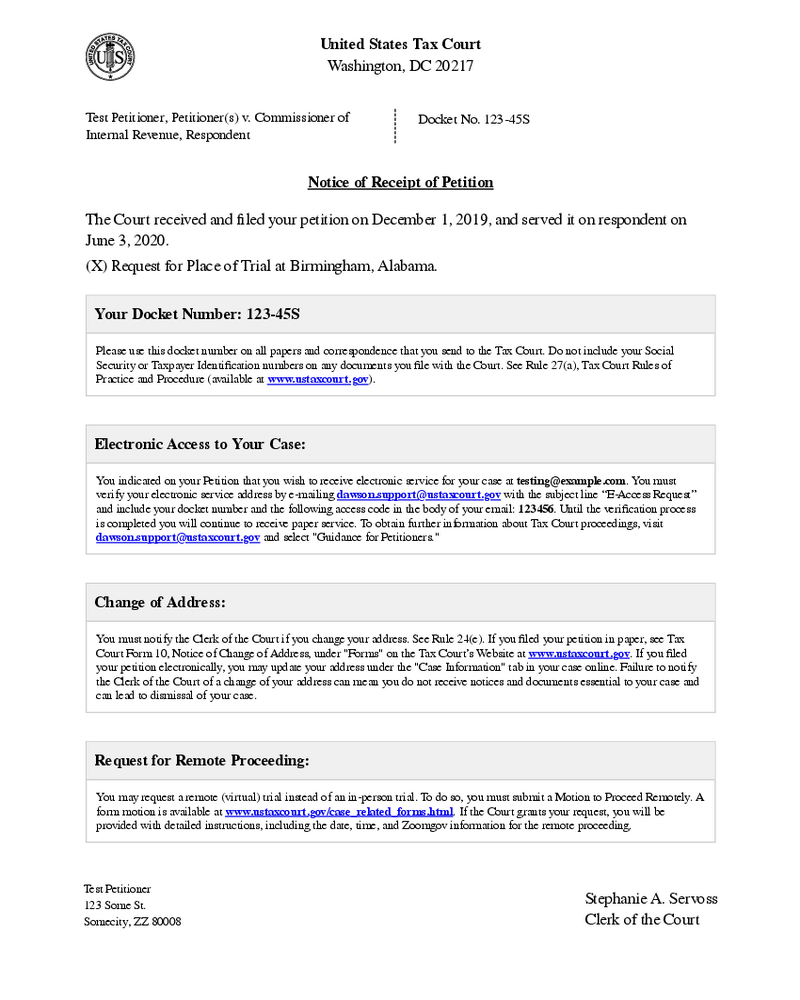 UNITED STATES TAX COURT
US
United States Tax Court
Washington, DC 20217
Test Petitioner, Petitioner(s) v. Commissioner of
Internal Revenue, Respondent
Docket No. 123-45S
Notice of Receipt of Petition
The Court received and filed your petition on December 1, 2019, and served it on respondent on
June 3, 2020.
(X) Request for Place of Trial at Birmingham, Alabama.
Your Docket Number: 123-45S
Please use this docket number on all papers and correspondence that you send to the Tax Court. Do not include your Social
Security or Taxpayer Identification numbers on any documents you file with the Court. See Rule 27(a), Tax Court Rules of
Practice and Procedure (available at www.ustaxcourt.gov).
Electronic Access to Your Case:
You indicated on your Petition that you wish to receive electronic service for your case at testing@example.com. You must
verify your electronic service address by e-mailing dawson.support@ustaxcourt.gov with the subject line “E-Access Request”
and include your docket number and the following access code in the body of your email: 123456. Until the verification process
is completed you will continue to receive paper service. To obtain further information about Tax Court proceedings, visit
dawson.support@ustaxcourt.gov and select "Guidance for Petitioners."
Change of Address:
You must notify the Clerk of the Court if you change your address. See Rule 24(e). If you filed your petition in paper, see Tax
Court Form 10, Notice of Change of Address, under "Forms" on the Tax Court's Website at www.ustaxcourt.gov. If you filed
your petition electronically, you may update your address under the "Case Information" tab in your case online. Failure to notify
the Clerk of the Court of a change of your address can mean you do not receive notices and documents essential to your case and
can lead to dismissal of your case.
Request for Remote Proceeding:
You may request a remote (virtual) trial instead of an in-person trial. To do so, you must submit a Motion to Proceed Remotely. A
form motion is available at www.ustaxcourt.gov/case_related_forms.html. If the Court grants your request, you will be
provided with detailed instructions, including the date, time, and Zoomgov information for the remote proceeding.
Test Petitioner
123 Some St.
Somecity, ZZ 80008
Stephanie A. Servoss
Clerk of the Court